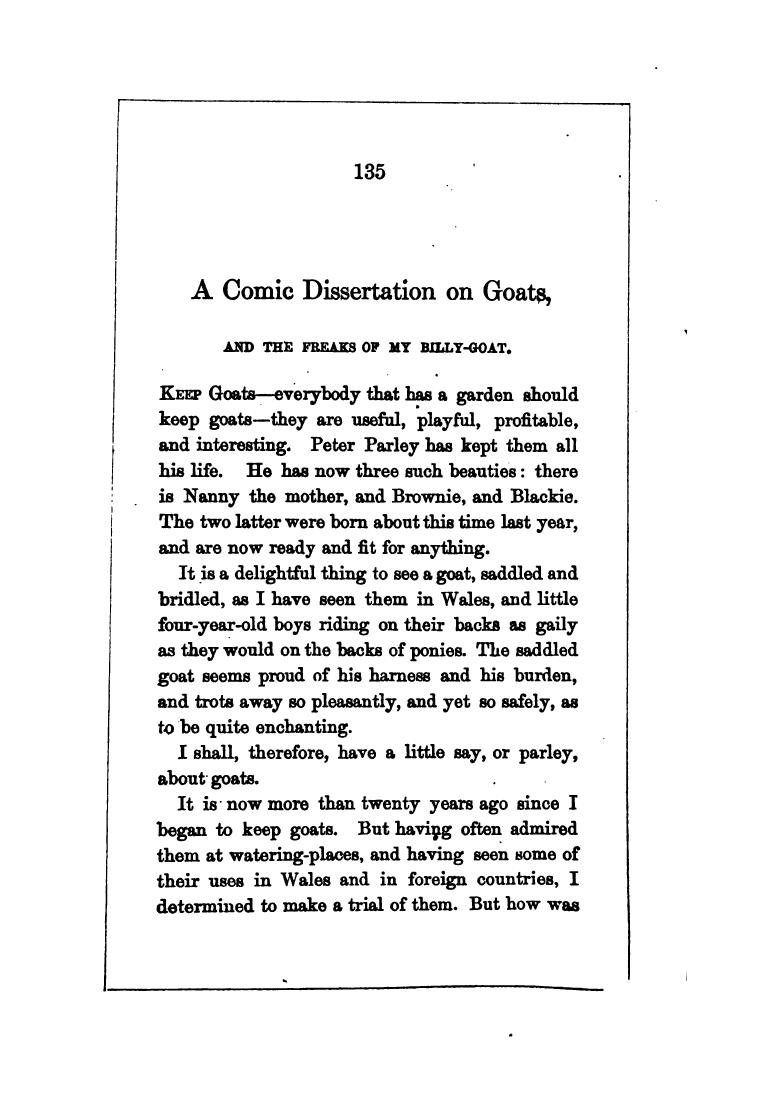 135
A Comic Dissertation on Goats,
AND THE FREAKS OF MY BILLY-GOAT.
KEEP Goats—everybody that has a garden should
keep goats—they are useful, playful, profitable,
and interesting. Peter Parley has kept them all
his life. He has now three such beauties: there
is Nanny the mother, and Brownie, and Blackie.
The two latter were born about this time last year,
and are now ready and fit for anything.
It is a delightful thing to see a goat, saddled and
bridled, as I have seen them in Wales, and little
four-year-old boys riding on their backs as gaily
as they would on the backs of ponies. The saddled
goat seems proud of his harness and his burden,
and trots away so pleasantly, and yet so safely, as
to be quite enchanting.
I shall, therefore, have a little say, or parley,
about goats.
It is now more than twenty years ago since I
began to keep goats. But having often admired
them at watering-places, and having seen some of
their uses in Wales and in foreign countries, I
determined to make a trial of them. But how was